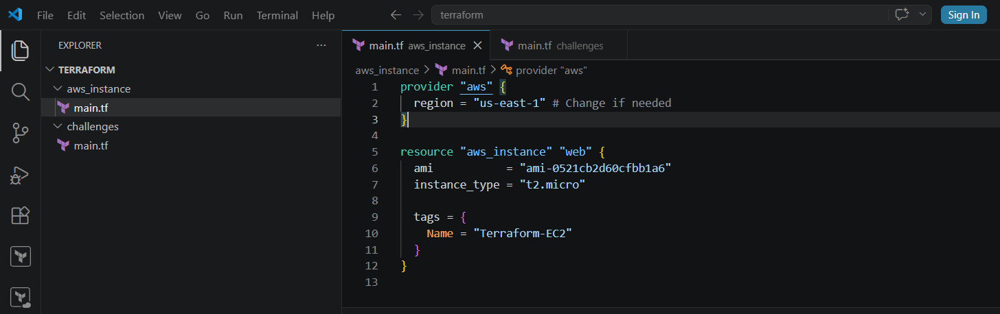 File Edit Selection View Go Run Terminal Help
terraform
Sign In
EXPLORER
TERRAFORM
aws_instance
main.tf
challenges
main.tf
main.tf aws_instance
main.tf challenges
aws_instance > main.tf > provider "aws"
1 provider "aws" {
2   region = "us-east-1" # Change if needed
3 }
4
5 resource "aws_instance" "web" {
6   ami           = "ami-0521cb2d60cfbb1a6"
7   instance_type = "t2.micro"
8
9   tags = {
10     Name = "Terraform-EC2"
11   }
12 }
13